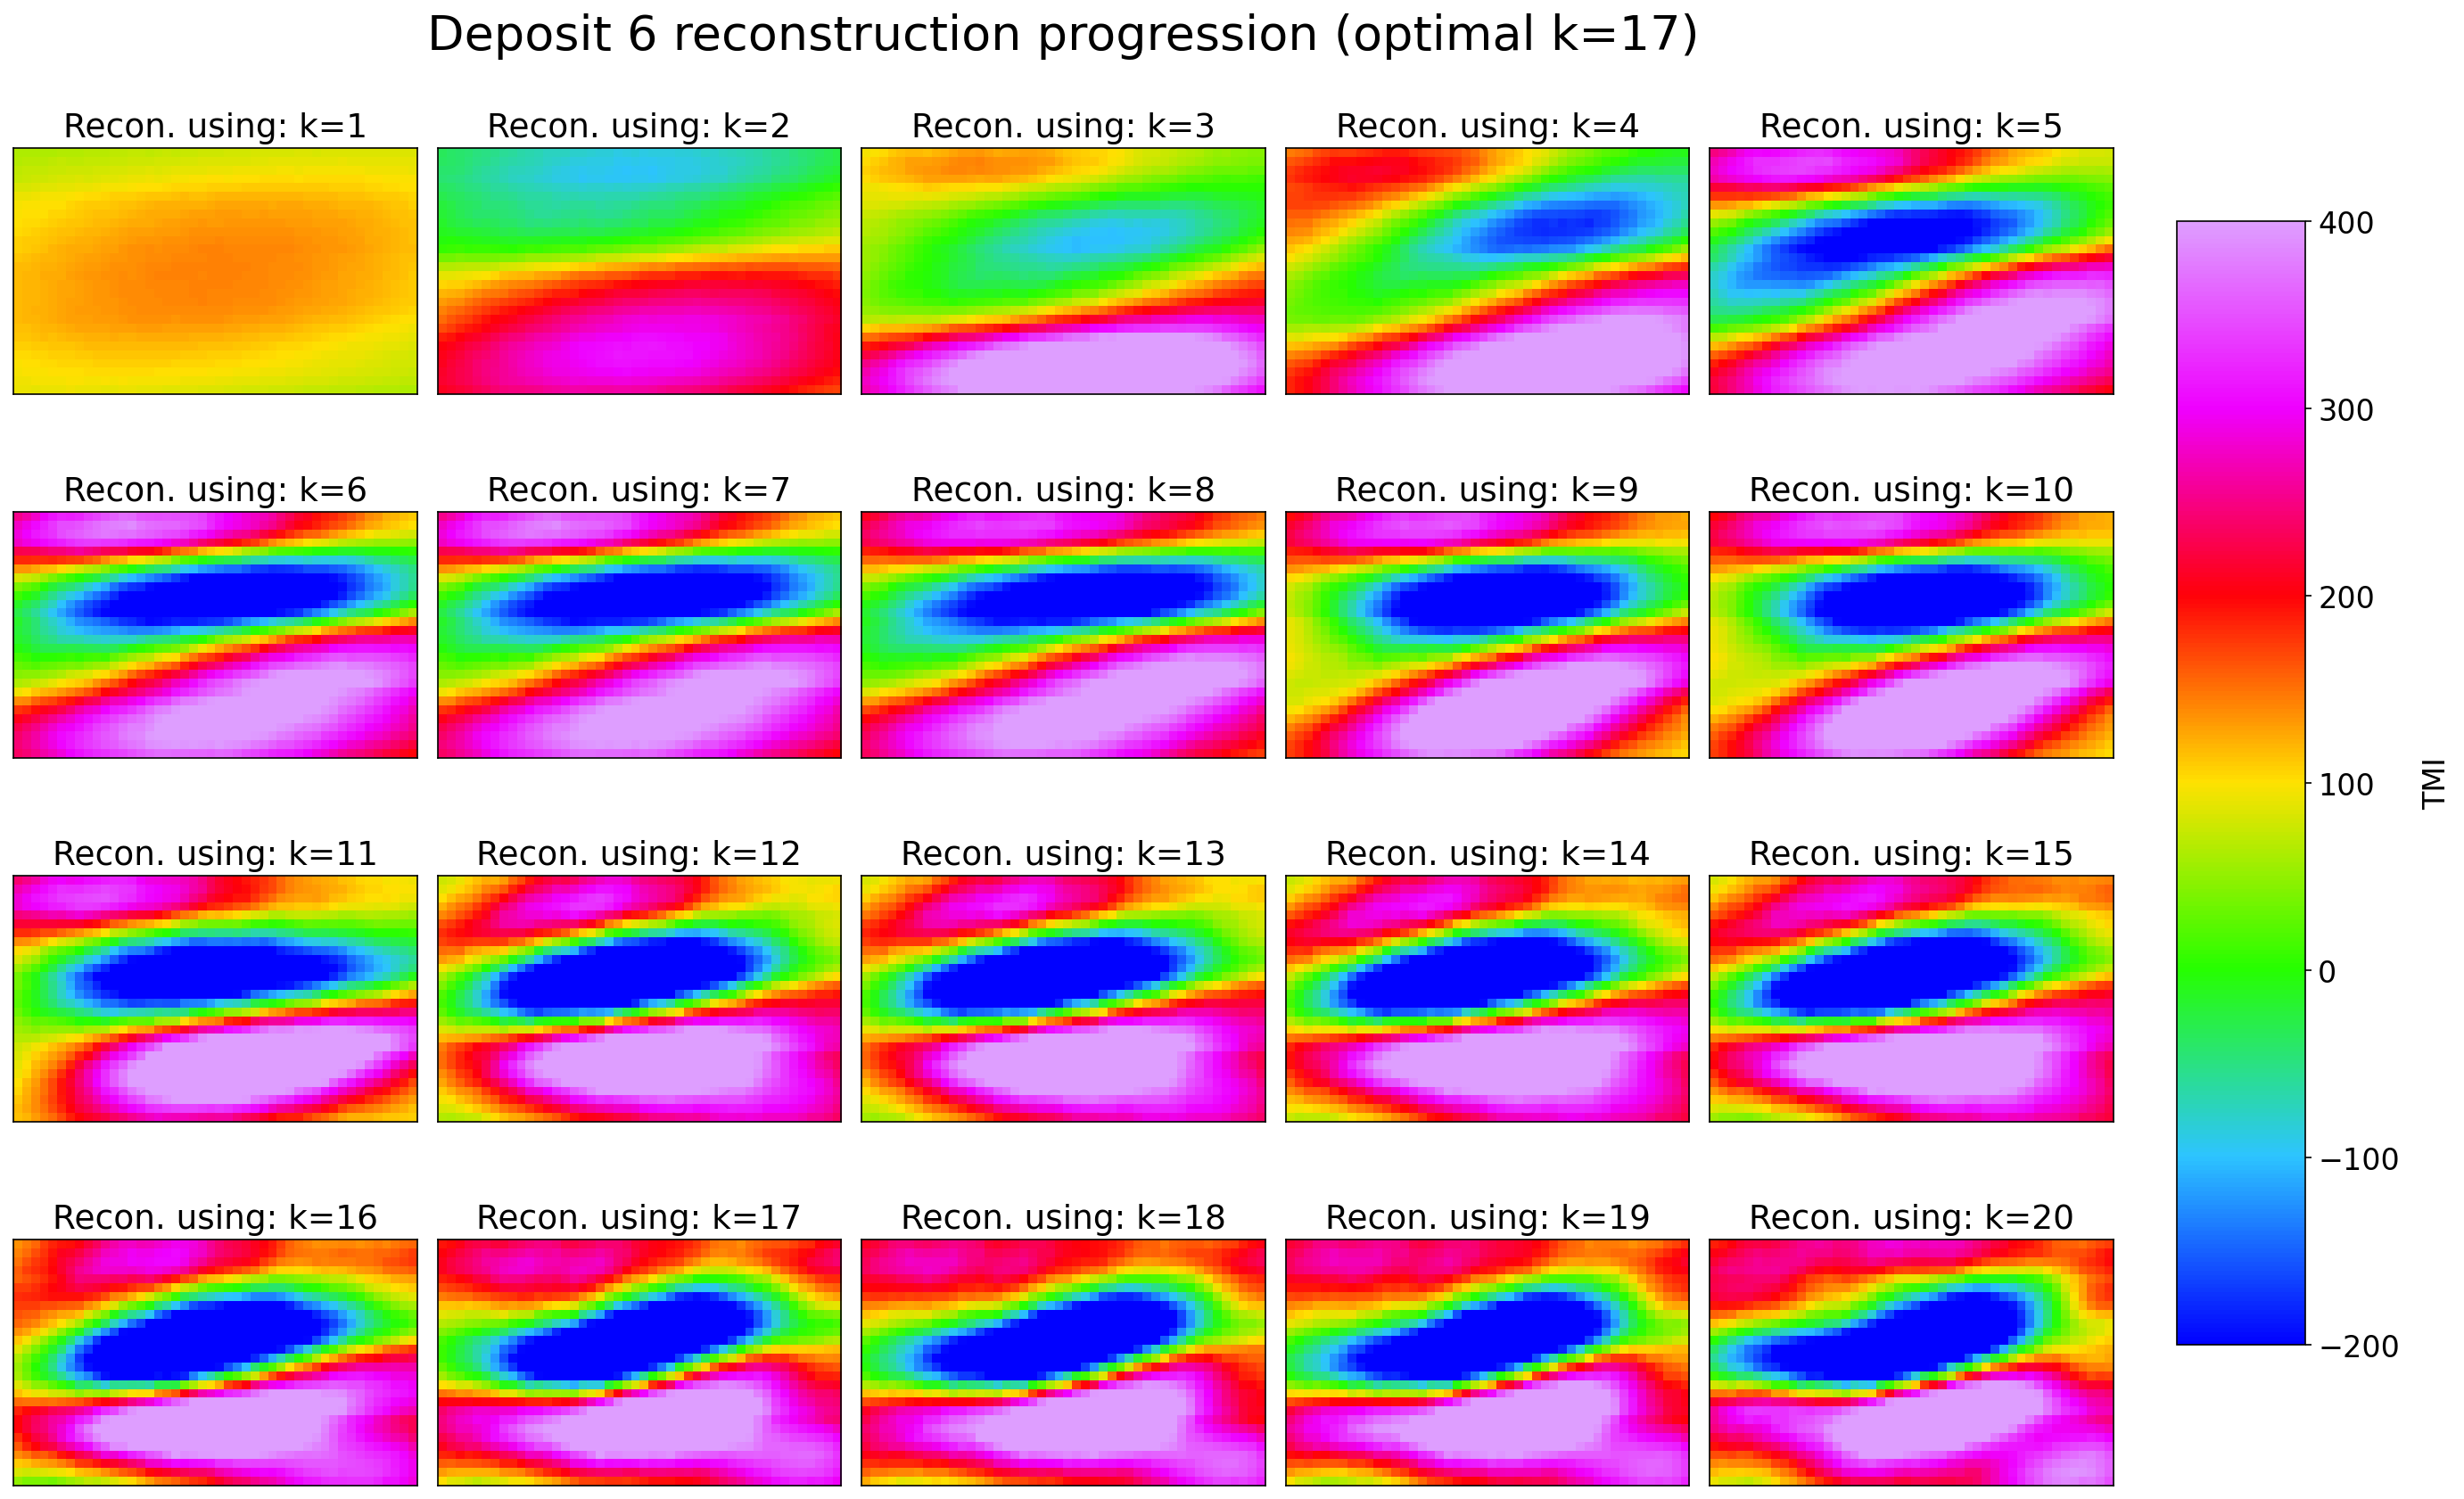 Deposit 6 reconstruction progression (optimal k=17)
Recon. using: k=1
Recon. using: k=2
Recon. using: k=3
Recon. using: k=4
Recon. using: k=5
Recon. using: k=6
Recon. using: k=7
Recon. using: k=8
Recon. using: k=9
Recon. using: k=10
Recon. using: k=11
Recon. using: k=12
Recon. using: k=13
Recon. using: k=14
Recon. using: k=15
Recon. using: k=16
Recon. using: k=17
Recon. using: k=18
Recon. using: k=19
Recon. using: k=20
400
300
200
100
0
−100
−200
TMI